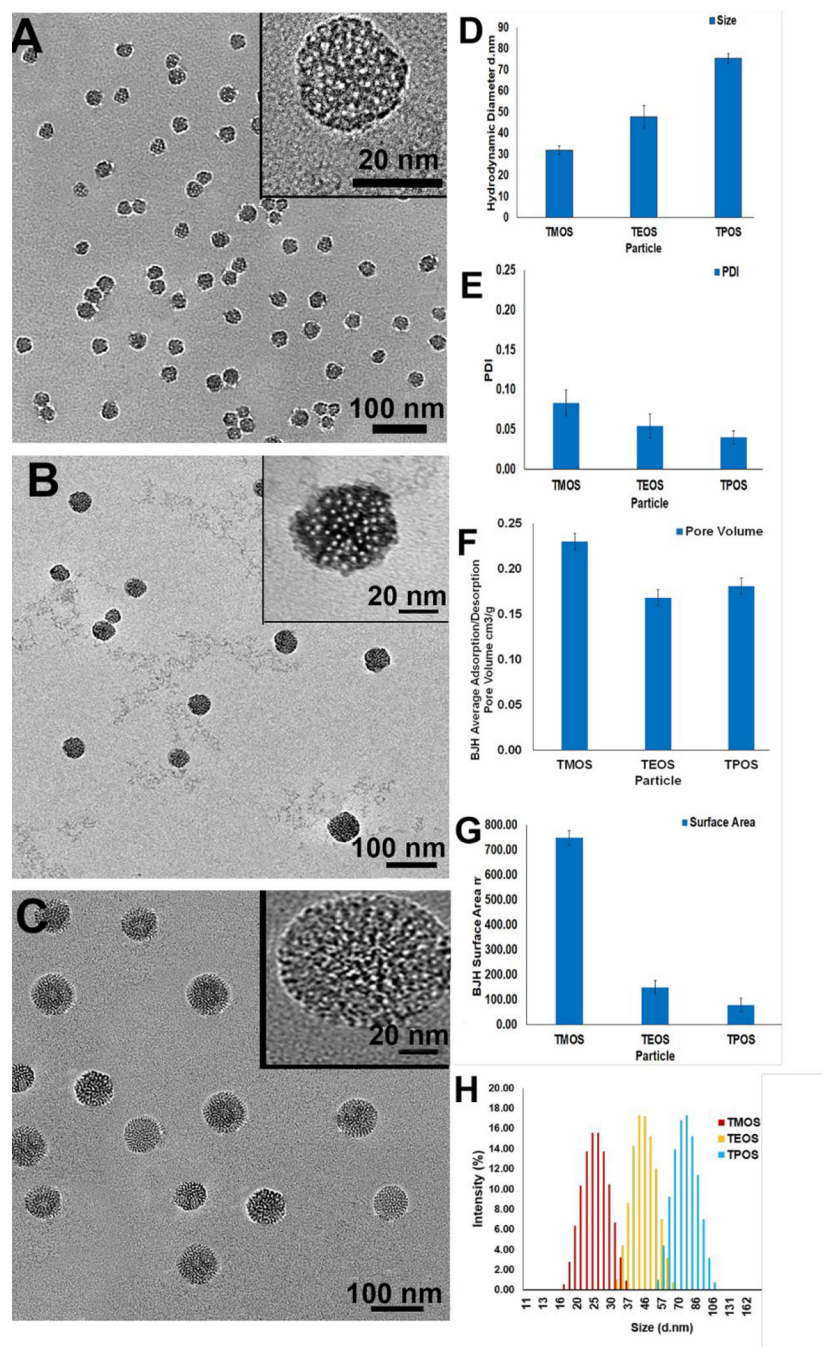 A
20 nm
100 nm
B
20 nm
100 nm
C
20 nm
100 nm
D
Size
Hydrodynamic Diameter d.nm
90
80
70
60
50
40
30
20
10
0
TMOS TEOS TPOS
Particle
E
PDI
PDI
0.25
0.20
0.15
0.10
0.05
0.00
TMOS TEOS TPOS
Particle
F
Pore Volume
BJH Average Adsorption/Desorption
Pore Volume cm3/g
0.25
0.20
0.15
0.10
0.05
0.00
TMOS TEOS TPOS
Particle
G
Surface Area
BJH Surface Area
800.00
700.00
600.00
500.00
400.00
300.00
200.00
100.00
0.00
TMOS TEOS TPOS
Particle
H
TMOS
TEOS
TPOS
Intensity (%)
20.00
18.00
16.00
14.00
12.00
10.00
8.00
6.00
4.00
2.00
0.00
11 13 16 20 25 30 37 46 57 70 86 106 131 162
Size (d.nm)